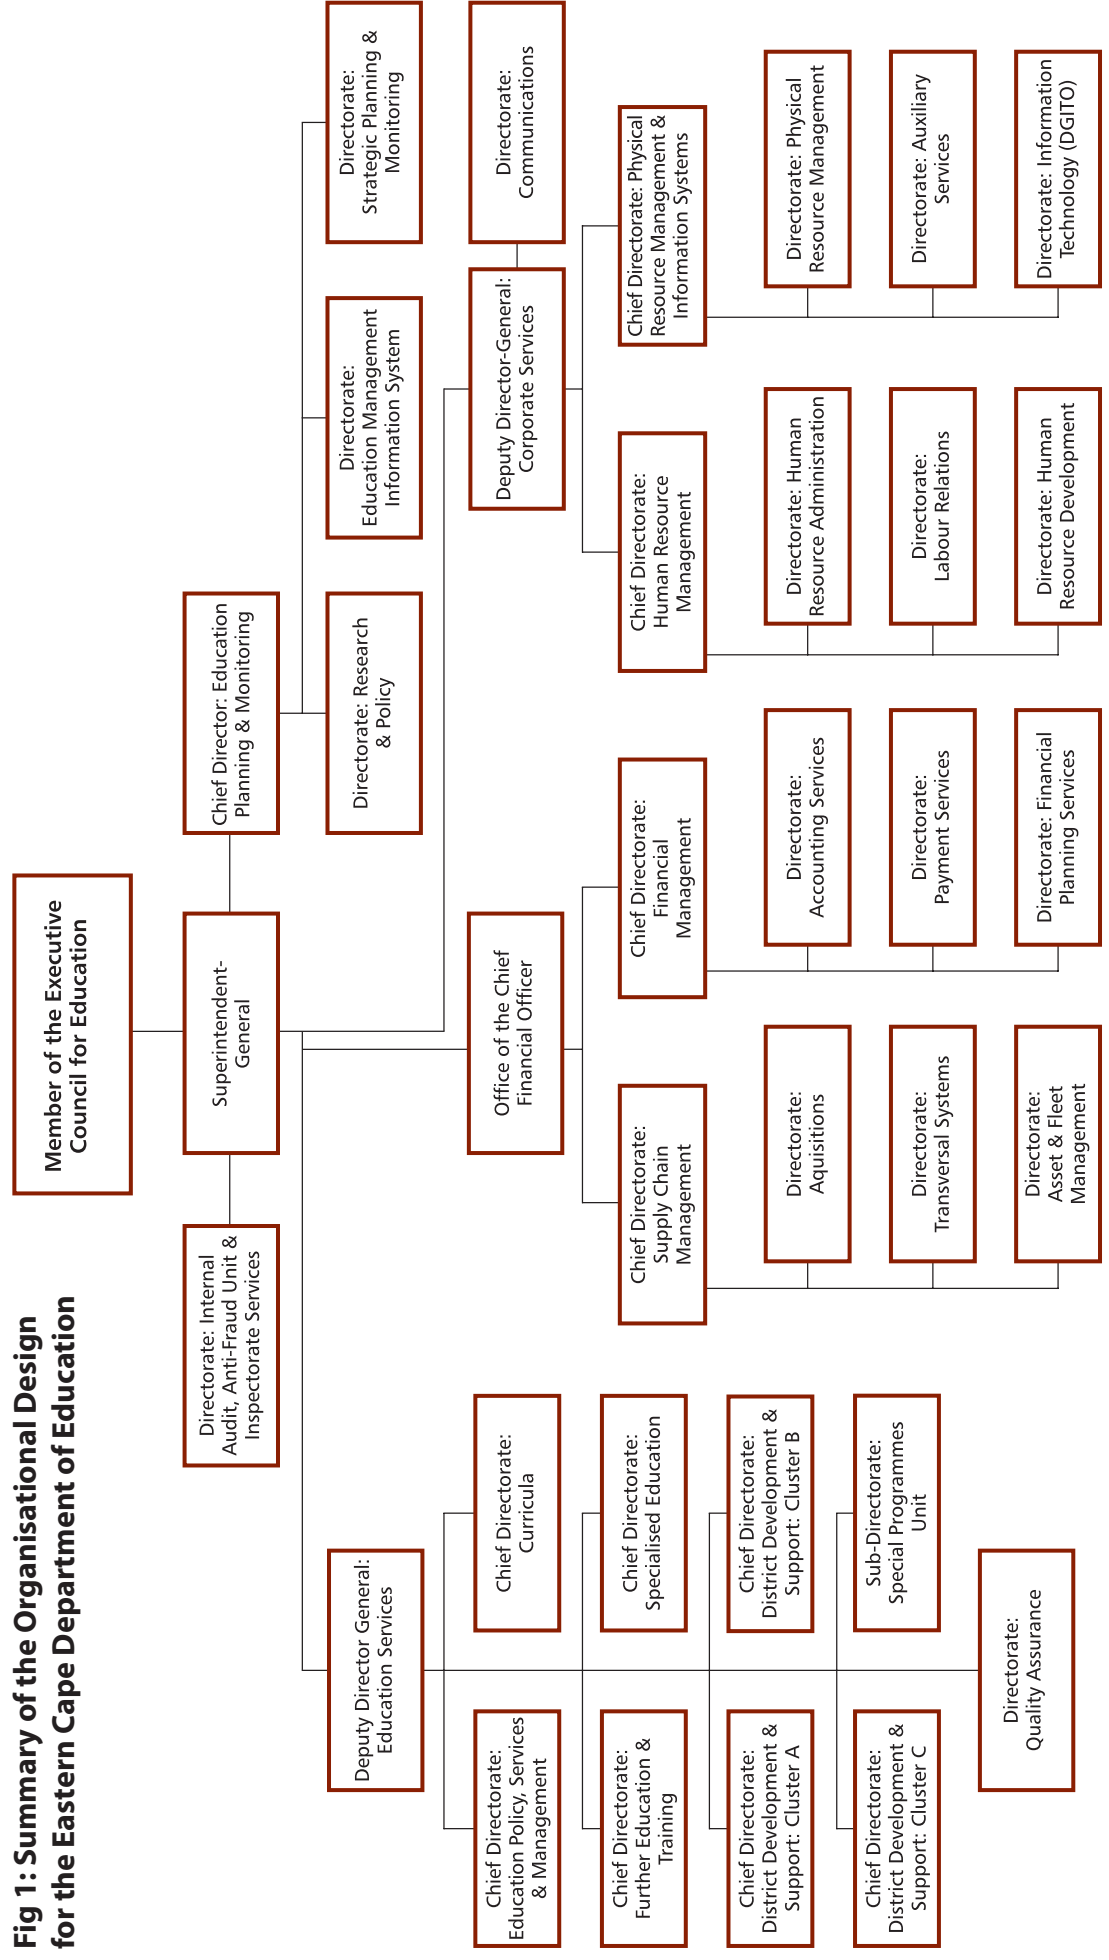 Fig 1: Summary of the Organisational Design
for the Eastern Cape Department of Education
Member of the Executive
Council for Education
Directorate: Internal
Audit, Anti-Fraud Unit &
Inspectorate Services
Superintendent-
General
Chief Director: Education
Planning & Monitoring
Directorate: Research
& Policy
Directorate:
Education Management
Information System
Directorate:
Strategic Planning &
Monitoring
Deputy Director General:
Education Services
Office of the Chief
Financial Officer
Deputy Director-General:
Corporate Services
Directorate:
Communications
Chief Directorate:
Education Policy, Services
& Management
Chief Directorate:
Curricula
Chief Directorate:
Further Education &
Training
Chief Directorate:
Specialised Education
Chief Directorate:
District Development &
Support: Cluster A
Chief Directorate:
District Development &
Support: Cluster B
Chief Directorate:
District Development &
Support: Cluster C
Sub-Directorate:
Special Programmes
Unit
Directorate:
Quality Assurance
Chief Directorate:
Supply Chain
Management
Directorate:
Aquisitions
Directorate:
Transversal Systems
Directorate:
Asset & Fleet
Management
Chief Directorate:
Financial
Management
Directorate:
Accounting Services
Directorate:
Payment Services
Directorate: Financial
Planning Services
Chief Directorate:
Human Resource
Management
Directorate: Human
Resource Administration
Directorate:
Labour Relations
Directorate: Human
Resource Development
Chief Directorate: Physical
Resource Management &
Information Systems
Directorate: Physical
Resource Management
Directorate: Auxiliary
Services
Directorate: Information
Technology (DGITO)